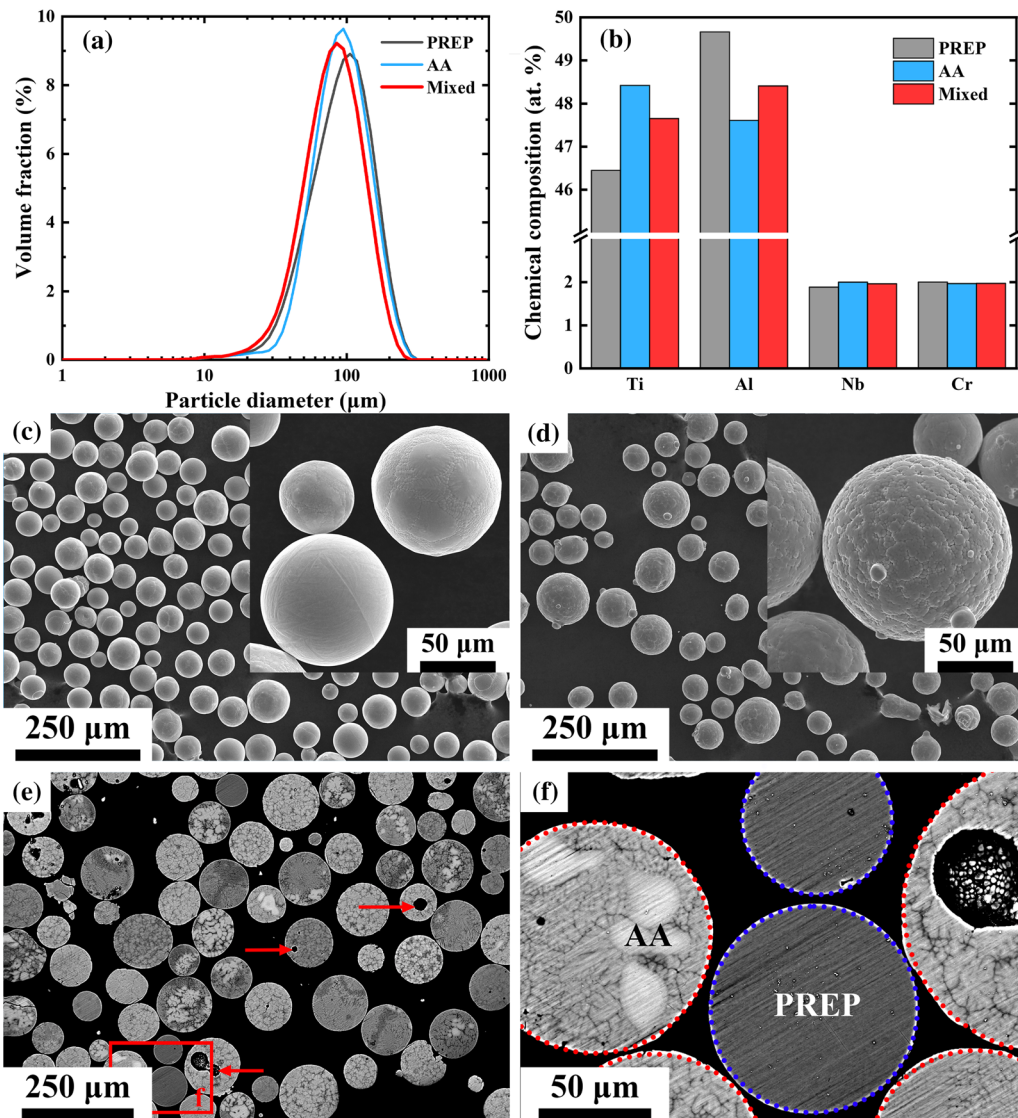 (a)
PREP
AA
Mixed
10
8
6
4
2
0
Volume fraction (%)
1
10
100
1000
Particle diameter (μm)
(b)
PREP
AA
Mixed
50
49
48
47
46
2
1
0
Chemical composition (at. %)
Ti
Al
Nb
Cr
(c)
50 μm
250 μm
(d)
50 μm
250 μm
(e)
f
250 μm
(f)
AA
PREP
50 μm